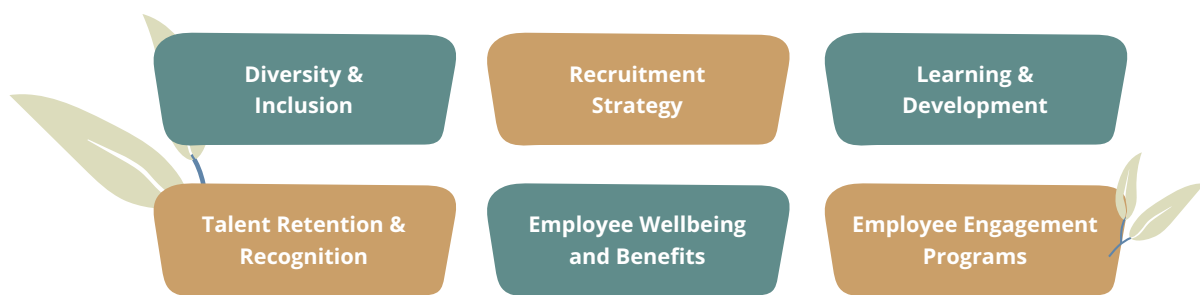 Diversity &
Inclusion
Recruitment
Strategy
Learning &
Development
Talent Retention &
Recognition
Employee Wellbeing
and Benefits
Employee Engagement
Programs